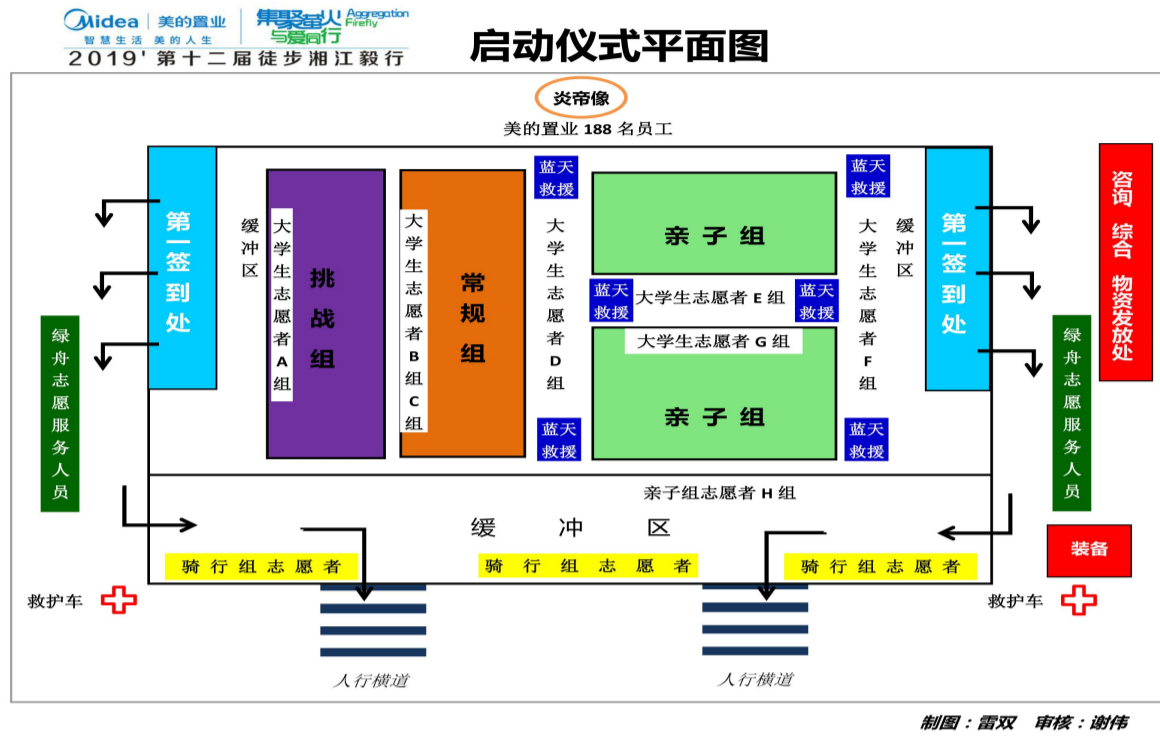 Midea 美的置业
智慧生活 美的人生
集聚萤火 Aggregation
Firefly
与爱同行
2019'第十二届徒步湘江毅行
启动仪式平面图
炎帝像
美的置业 188 名员工
第一签到处
缓冲区
大学生志愿者 A 组
挑战组
大学生志愿者 B 组 C 组
常规组
蓝天
救援
大学生志愿者 D 组
蓝天
救援
亲子组
蓝天
救援
大学生志愿者 E 组
蓝天
救援
大学生志愿者 G 组
亲子组
蓝天
救援
大学生志愿者 F 组
蓝天
救援
缓冲区
第一签到处
咨询 综合 物资发放处
绿舟志愿服务人员
绿舟志愿服务人员
亲子组志愿者 H 组
缓冲区
骑行组志愿者
骑行组志愿者
骑行组志愿者
装备
救护车
救护车
人行横道
人行横道
制图：雷双 审核：谢伟